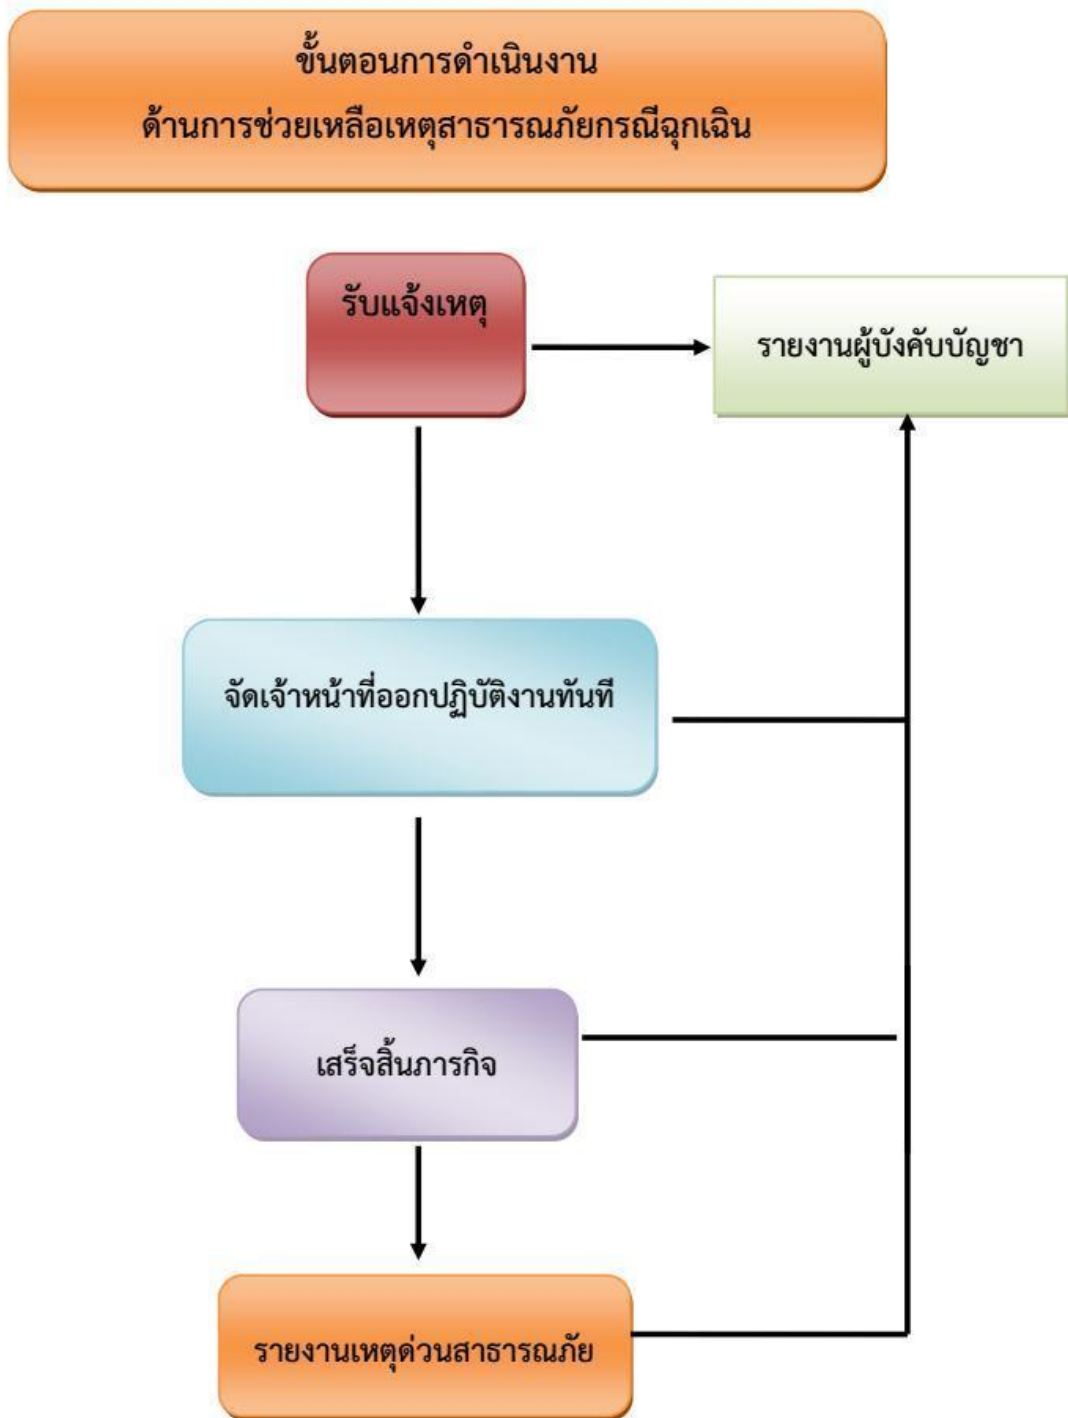 ขั้นตอนการดำเนินงาน
ด้านการช่วยเหลือเหตุสาธารณภัยกรณีฉุกเฉิน
รับแจ้งเหตุ
รายงานผู้บังคับบัญชา
จัดเจ้าหน้าที่ออกปฏิบัติงานทันที
เสร็จสิ้นภารกิจ
รายงานเหตุด่วนสาธารณภัย